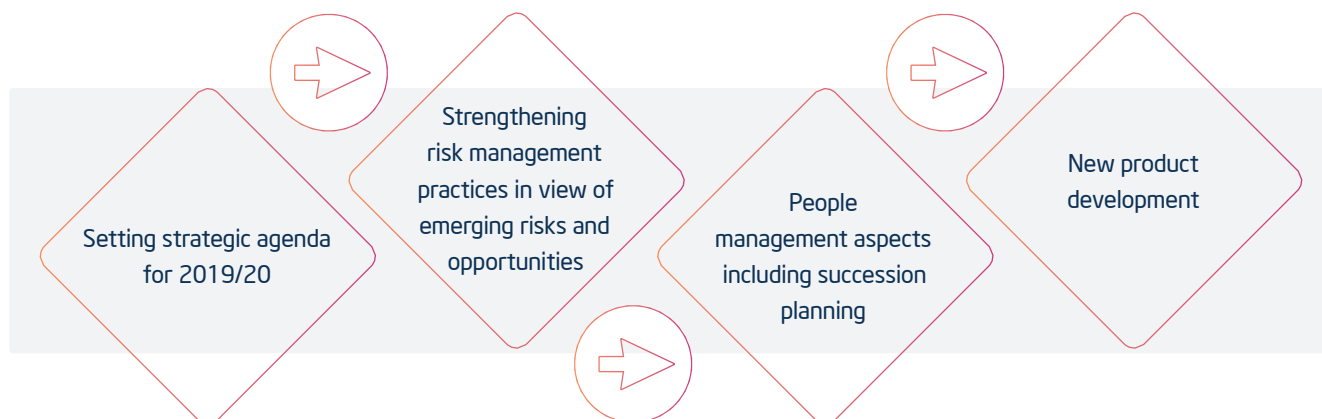 Setting strategic agenda
for 2019/20
Strengthening
risk management
practices in view of
emerging risks and
opportunities
People
management aspects
including succession
planning
New product
development